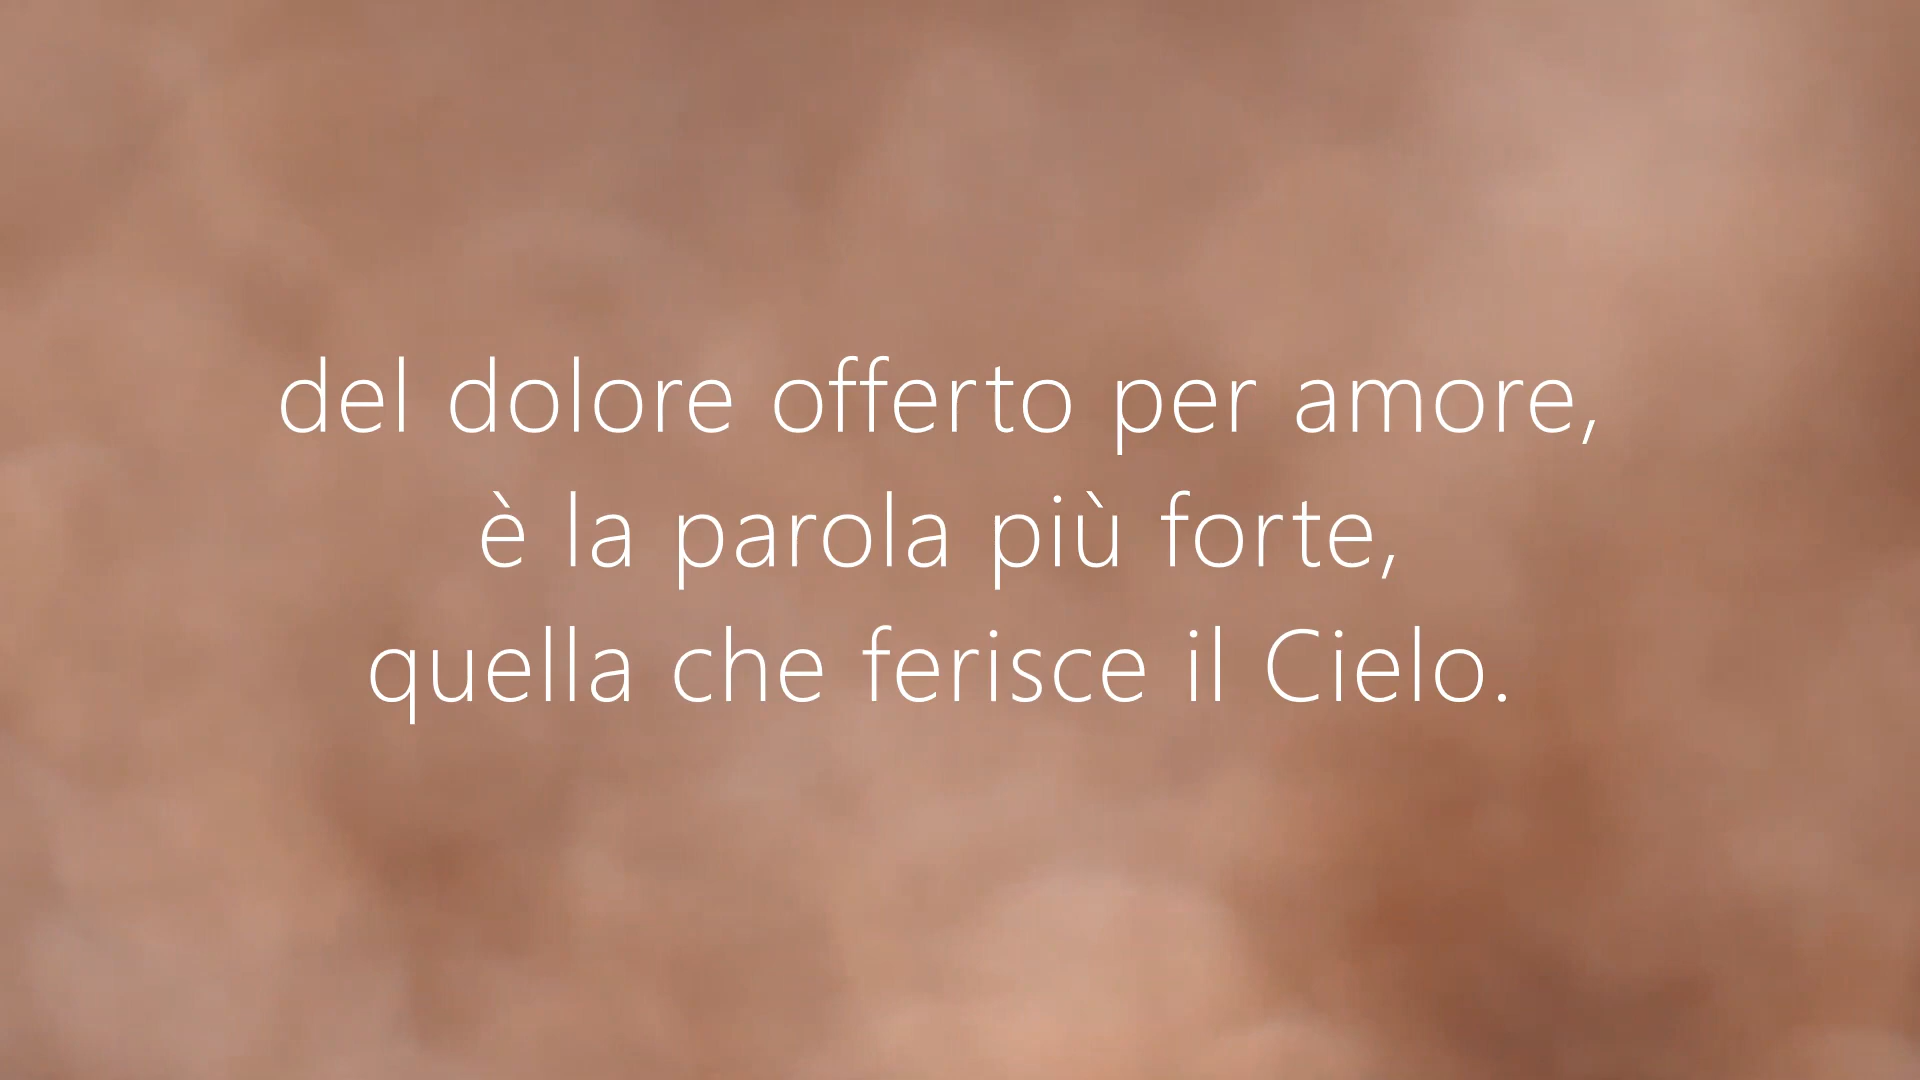 del dolore offerto per amore,
è la parola più forte,
quella che ferisce il Cielo.